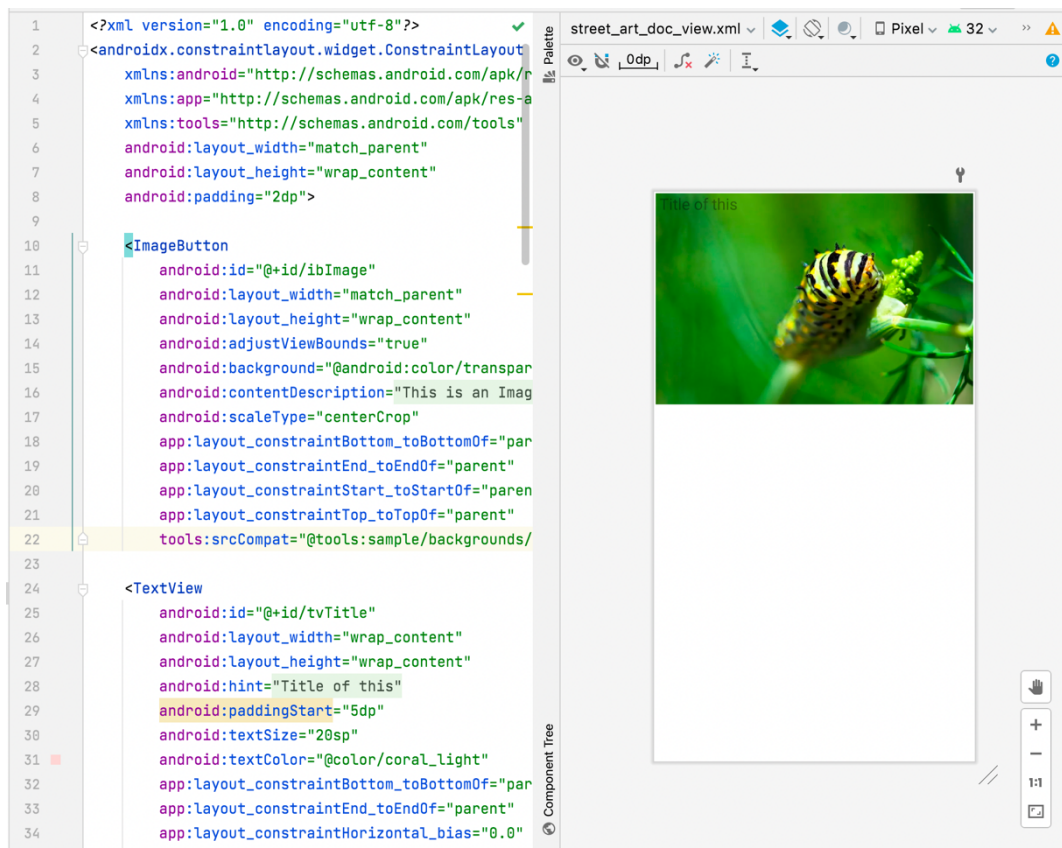 1 <?xml version="1.0" encoding="utf-8"?>
2 <androidx.constraintlayout.widget.ConstraintLayout
3 xmlns:android="http://schemas.android.com/apk/r
4 xmlns:app="http://schemas.android.com/apk/res-a
5 xmlns:tools="http://schemas.android.com/tools"
6 android:layout_width="match_parent"
7 android:layout_height="wrap_content"
8 android:padding="2dp">
9
10 <ImageButton
11 android:id="@+id/ibImage"
12 android:layout_width="match_parent"
13 android:layout_height="wrap_content"
14 android:adjustViewBounds="true"
15 android:background="@android:color/transpar
16 android:contentDescription="This is an Imag
17 android:scaleType="centerCrop"
18 app:layout_constraintBottom_toBottomOf="par
19 app:layout_constraintEnd_toEndOf="parent"
20 app:layout_constraintStart_toStartOf="paren
21 app:layout_constraintTop_toTopOf="parent"
22 tools:srcCompat="@tools:sample/backgrounds/
23
24 <TextView
25 android:id="@+id/tvTitle"
26 android:layout_width="wrap_content"
27 android:layout_height="wrap_content"
28 android:hint="Title of this"
29 android:paddingStart="5dp"
30 android:textSize="20sp"
31 android:textColor="@color/coral_light"
32 app:layout_constraintBottom_toBottomOf="par
33 app:layout_constraintEnd_toEndOf="parent"
34 app:layout_constraintHorizontal_bias="0.0"
Palette
Component Tree
street_art_doc_view.xml Pixel 32 »
0dp ?
Title of this
+
−
1:1